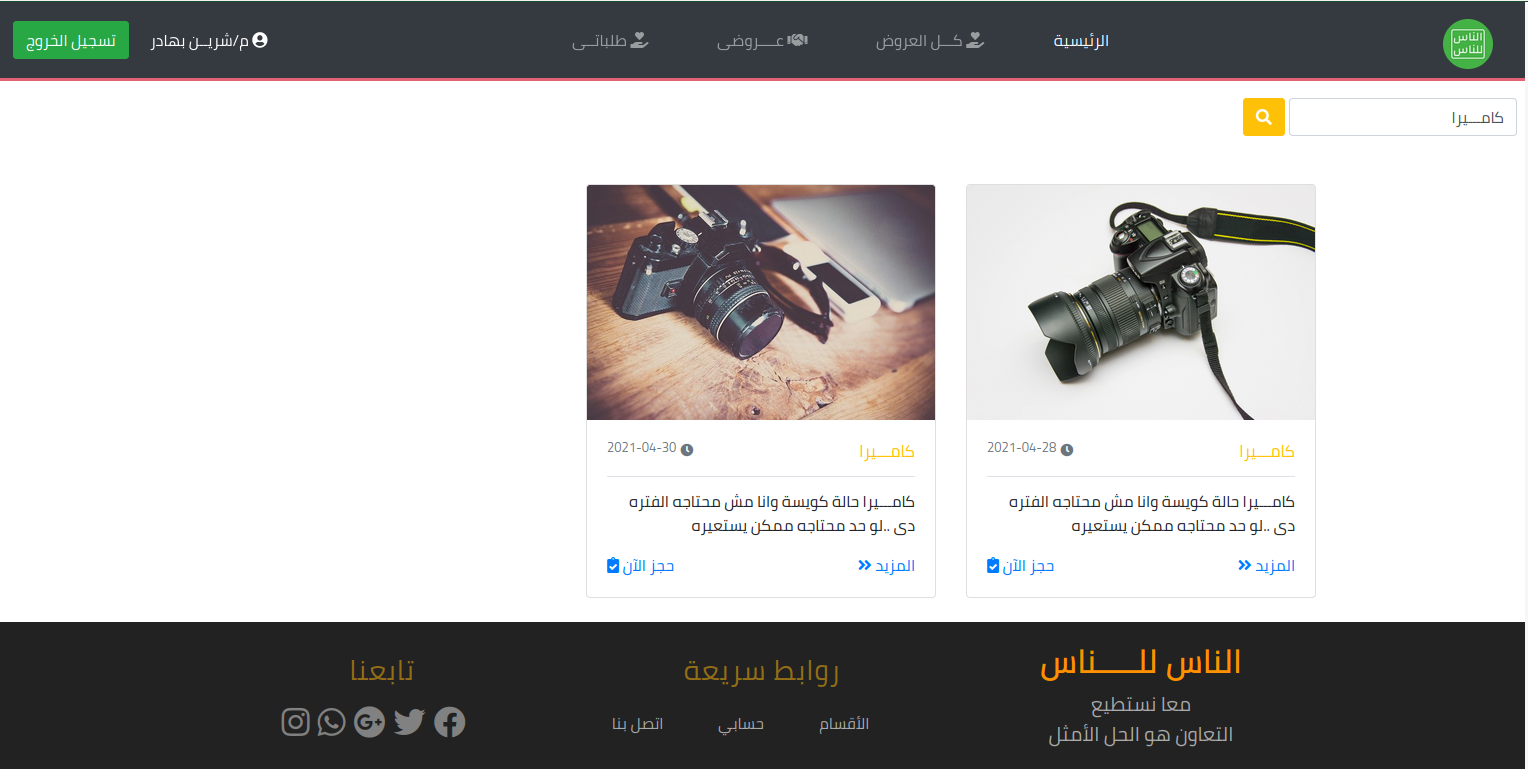 الناس
للناس
الرئيسية
كـــل العروض
عــــروضى
طلباتــى
م/شريــن بهادر
تسجيل الخروج
كامـــيرا
كامـــيرا
2021-04-28
كامـــيرا حالة كويسة وانا مش محتاجه الفتره
دى ..لو حد محتاجه ممكن يستعيره
المزيد
حجز الآن
كامـــيرا
2021-04-30
كامـــيرا حالة كويسة وانا مش محتاجه الفتره
دى ..لو حد محتاجه ممكن يستعيره
المزيد
حجز الآن
الناس للـــــناس
معا نستطيع
التعاون هو الحل الأمثل
روابط سريعة
الأقسام
حسابي
اتصل بنا
تابعنا